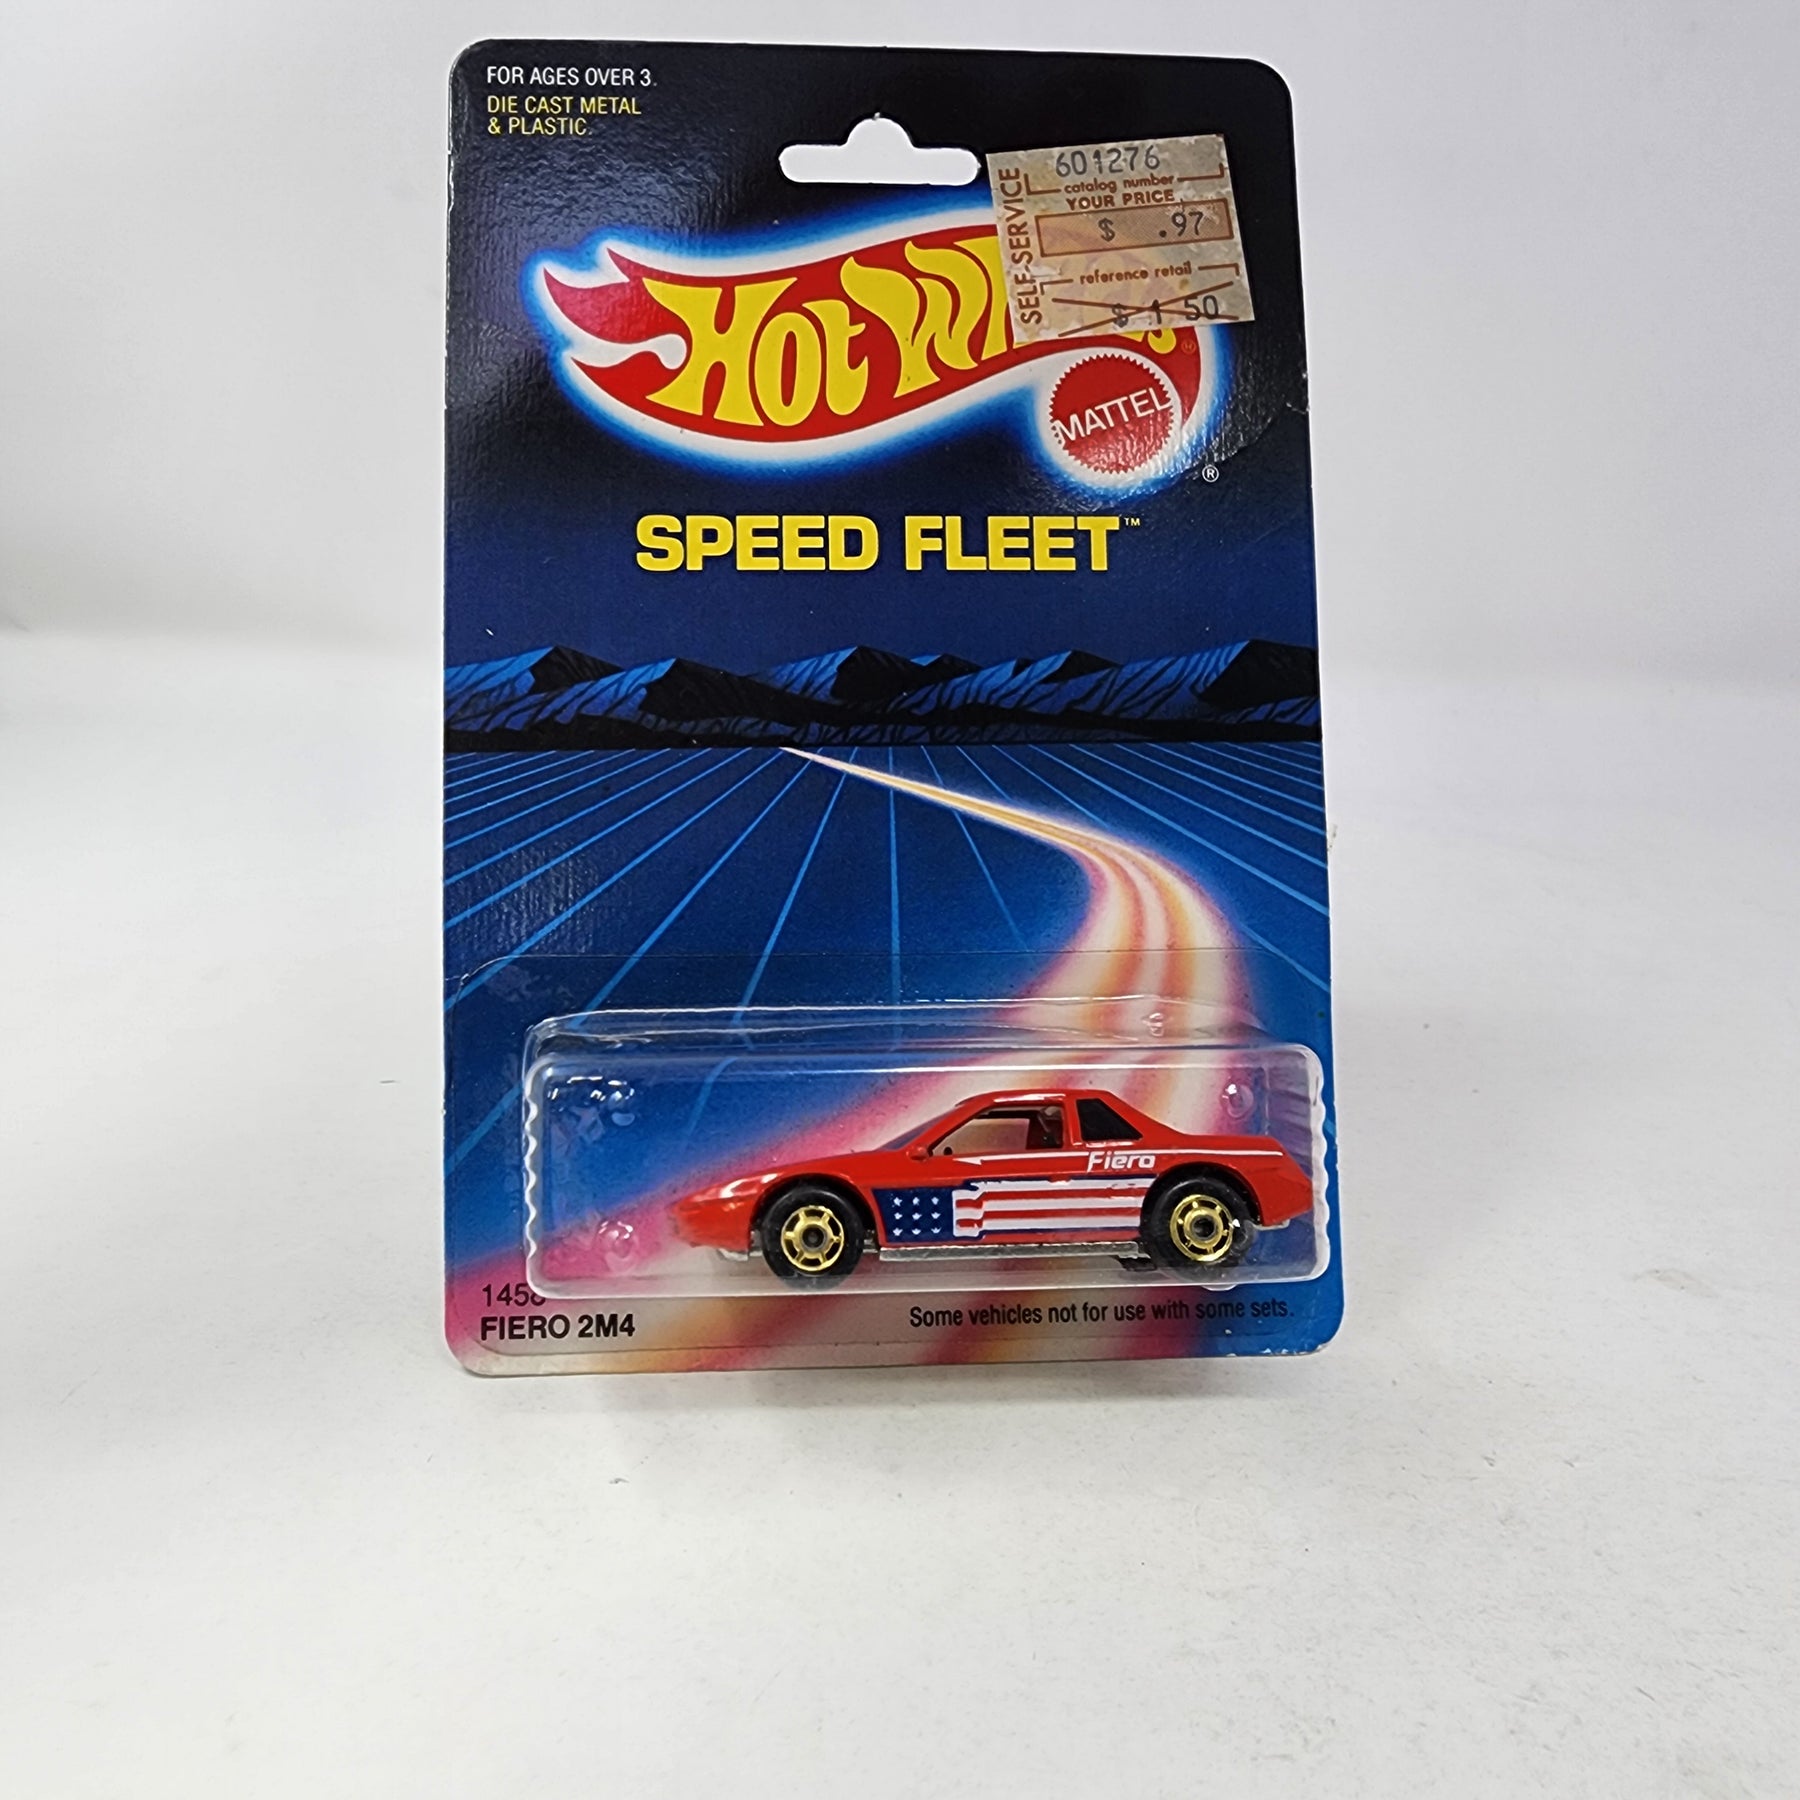 FOR AGES OVER 3.
DIE CAST METAL
& PLASTIC.
SELF-SERVICE
601276
catalog number
YOUR PRICE
$ .97
reference retail
$ 1 50
HOT
MATTEL
®
SPEED FLEET™
Fiero
FIERO 2M4
Some vehicles not for use with some sets.